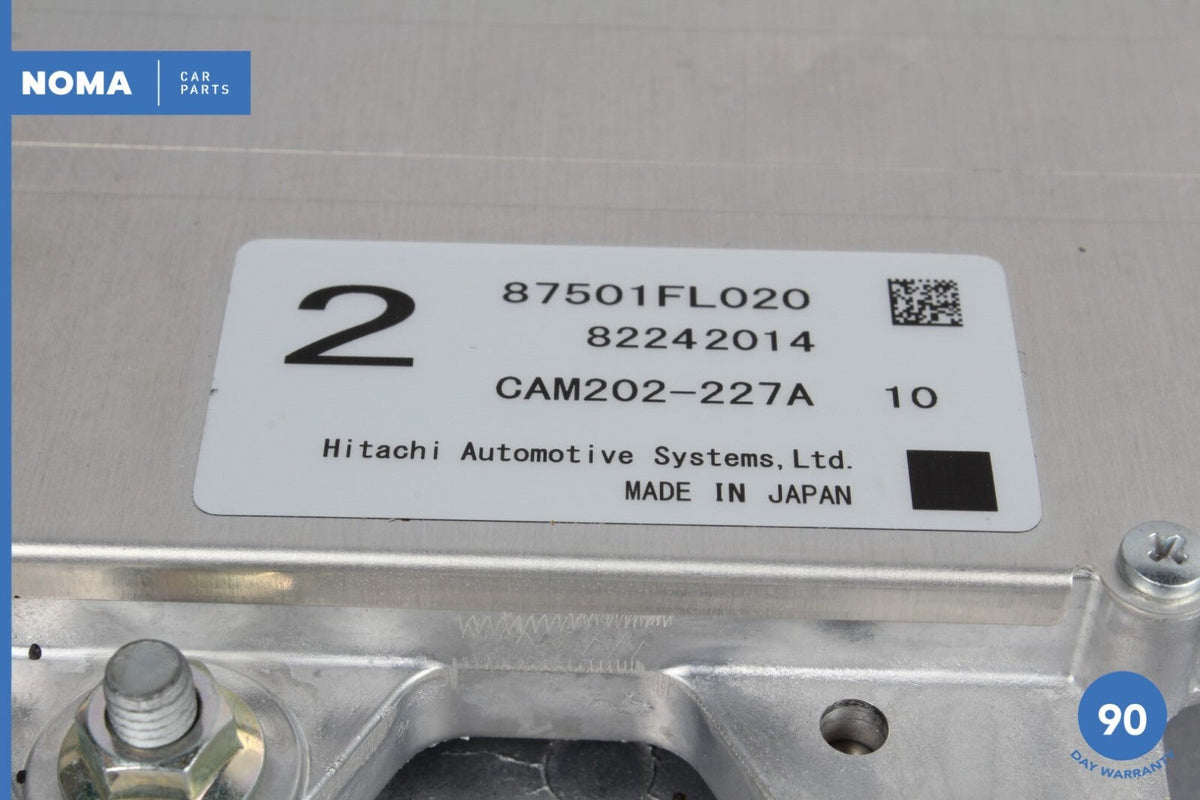 NOMA
CAR
PARTS
2
87501FL020
82242014
CAM202-227A 10
Hitachi Automotive Systems, Ltd.
MADE IN JAPAN
90
DAY WARRANTY